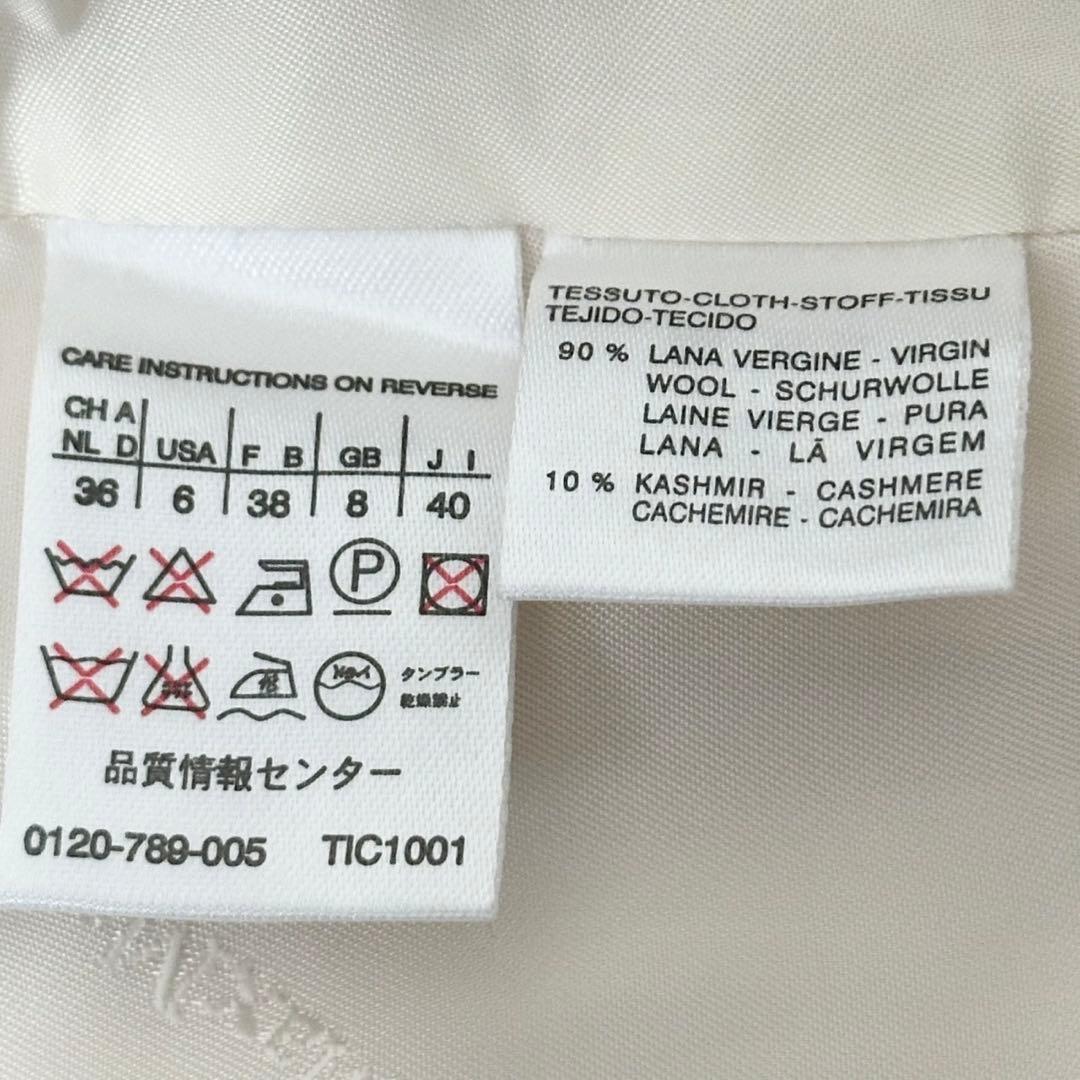 CARE INSTRUCTIONS ON REVERSE
CH A
NL D USA F B GB J I
36 6 38 8 40
P
タンブラー
乾燥禁止
品質情報センター
0120-789-005 TIC1001
TESSUTO-CLOTH-STOFF-TISSU
TEJIDO-TECIDO
90 % LANA VERGINE - VIRGIN
WOOL - SCHURWOLLE
LAINE VIERGE - PURA
LANA - LÃ VIRGEM
10 % KASHMIR - CASHMERE
CACHEMIRE - CACHEMIRA